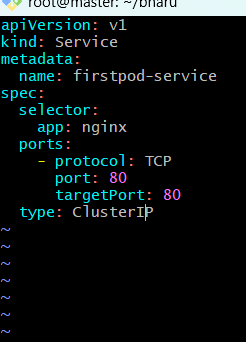 root@master: ~/bharu
apiVersion: v1
kind: Service
metadata:
  name: firstpod-service
spec:
  selector:
    app: nginx
  ports:
    - protocol: TCP
      port: 80
      targetPort: 80
  type: ClusterIP
~
~
~
~
~
~
~